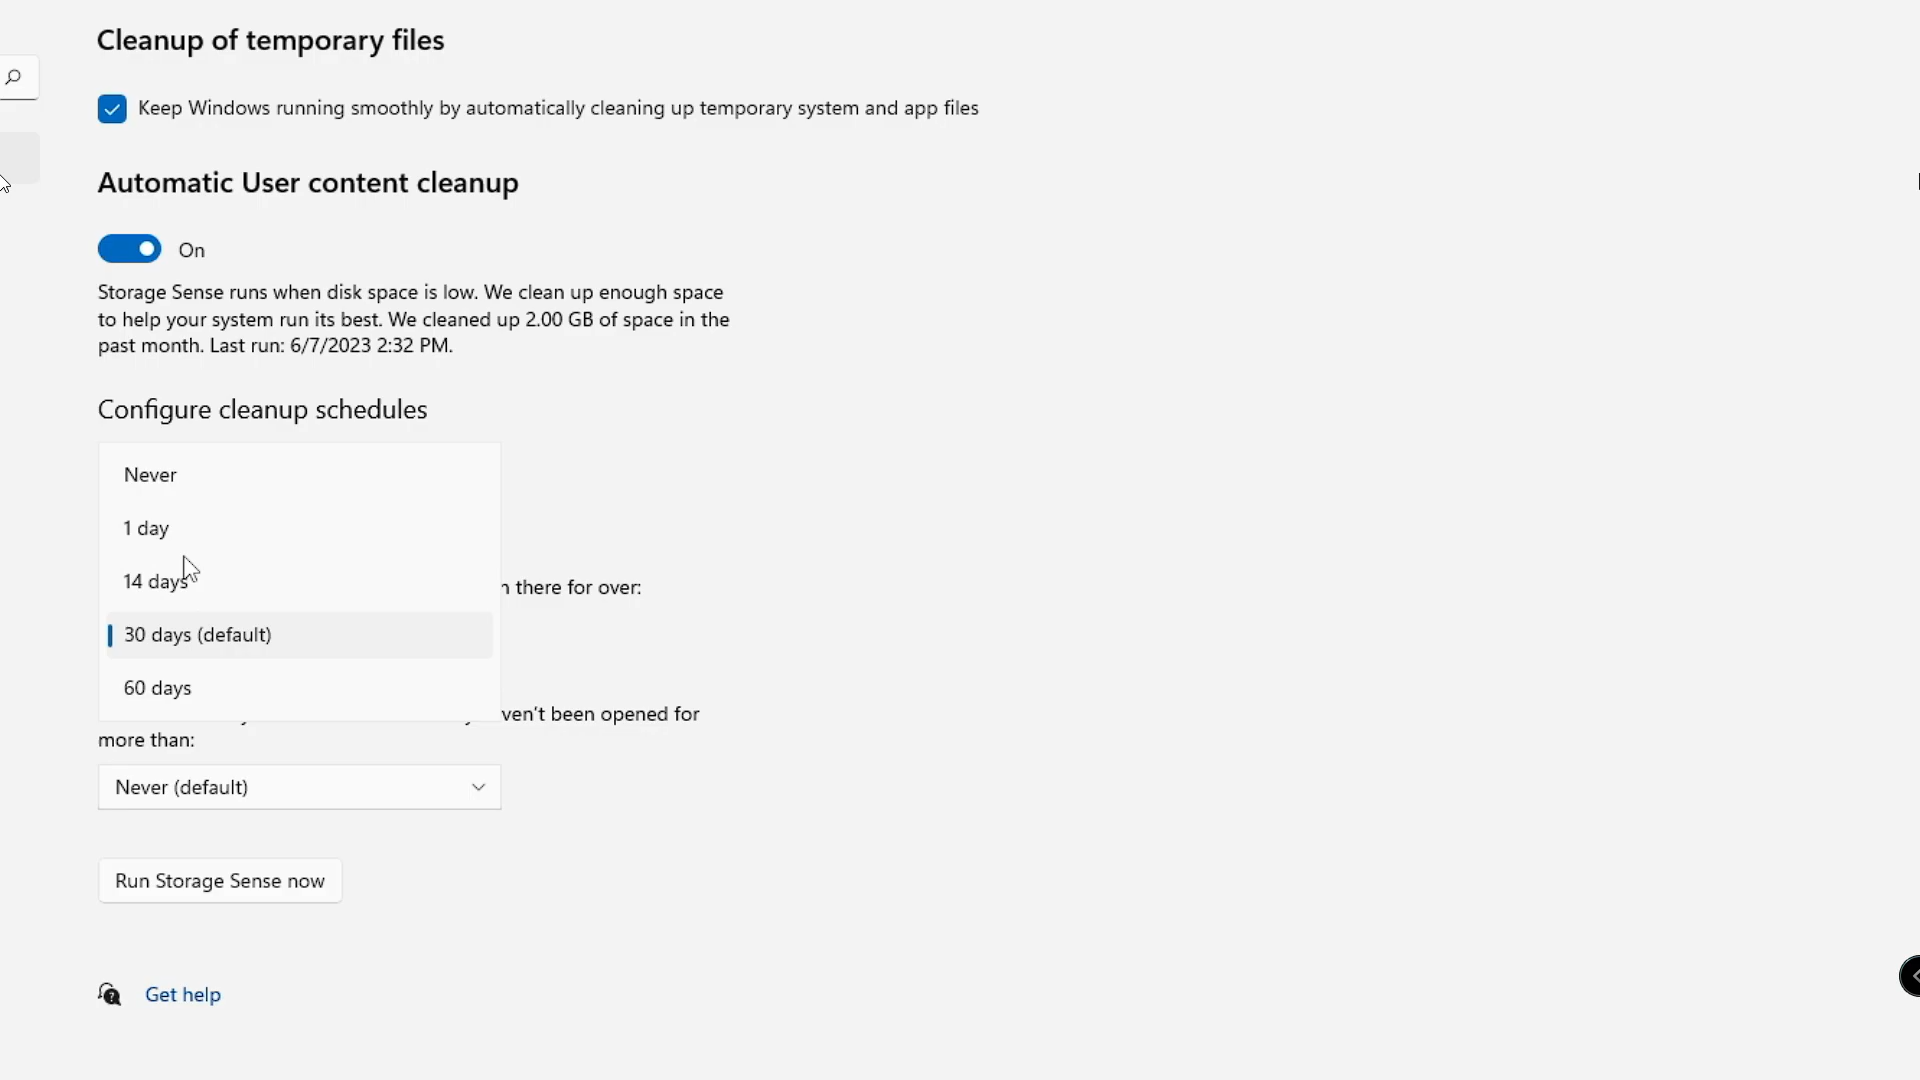 Cleanup of temporary files
Keep Windows running smoothly by automatically cleaning up temporary system and app files
Automatic User content cleanup
On
Storage Sense runs when disk space is low. We clean up enough space
to help your system run its best. We cleaned up 2.00 GB of space in the
past month. Last run: 6/7/2023 2:32 PM.
Configure cleanup schedules
Never
1 day
14 days
there for over:
30 days (default)
60 days
been opened for
more than:
Never (default)
Run Storage Sense now
Get help